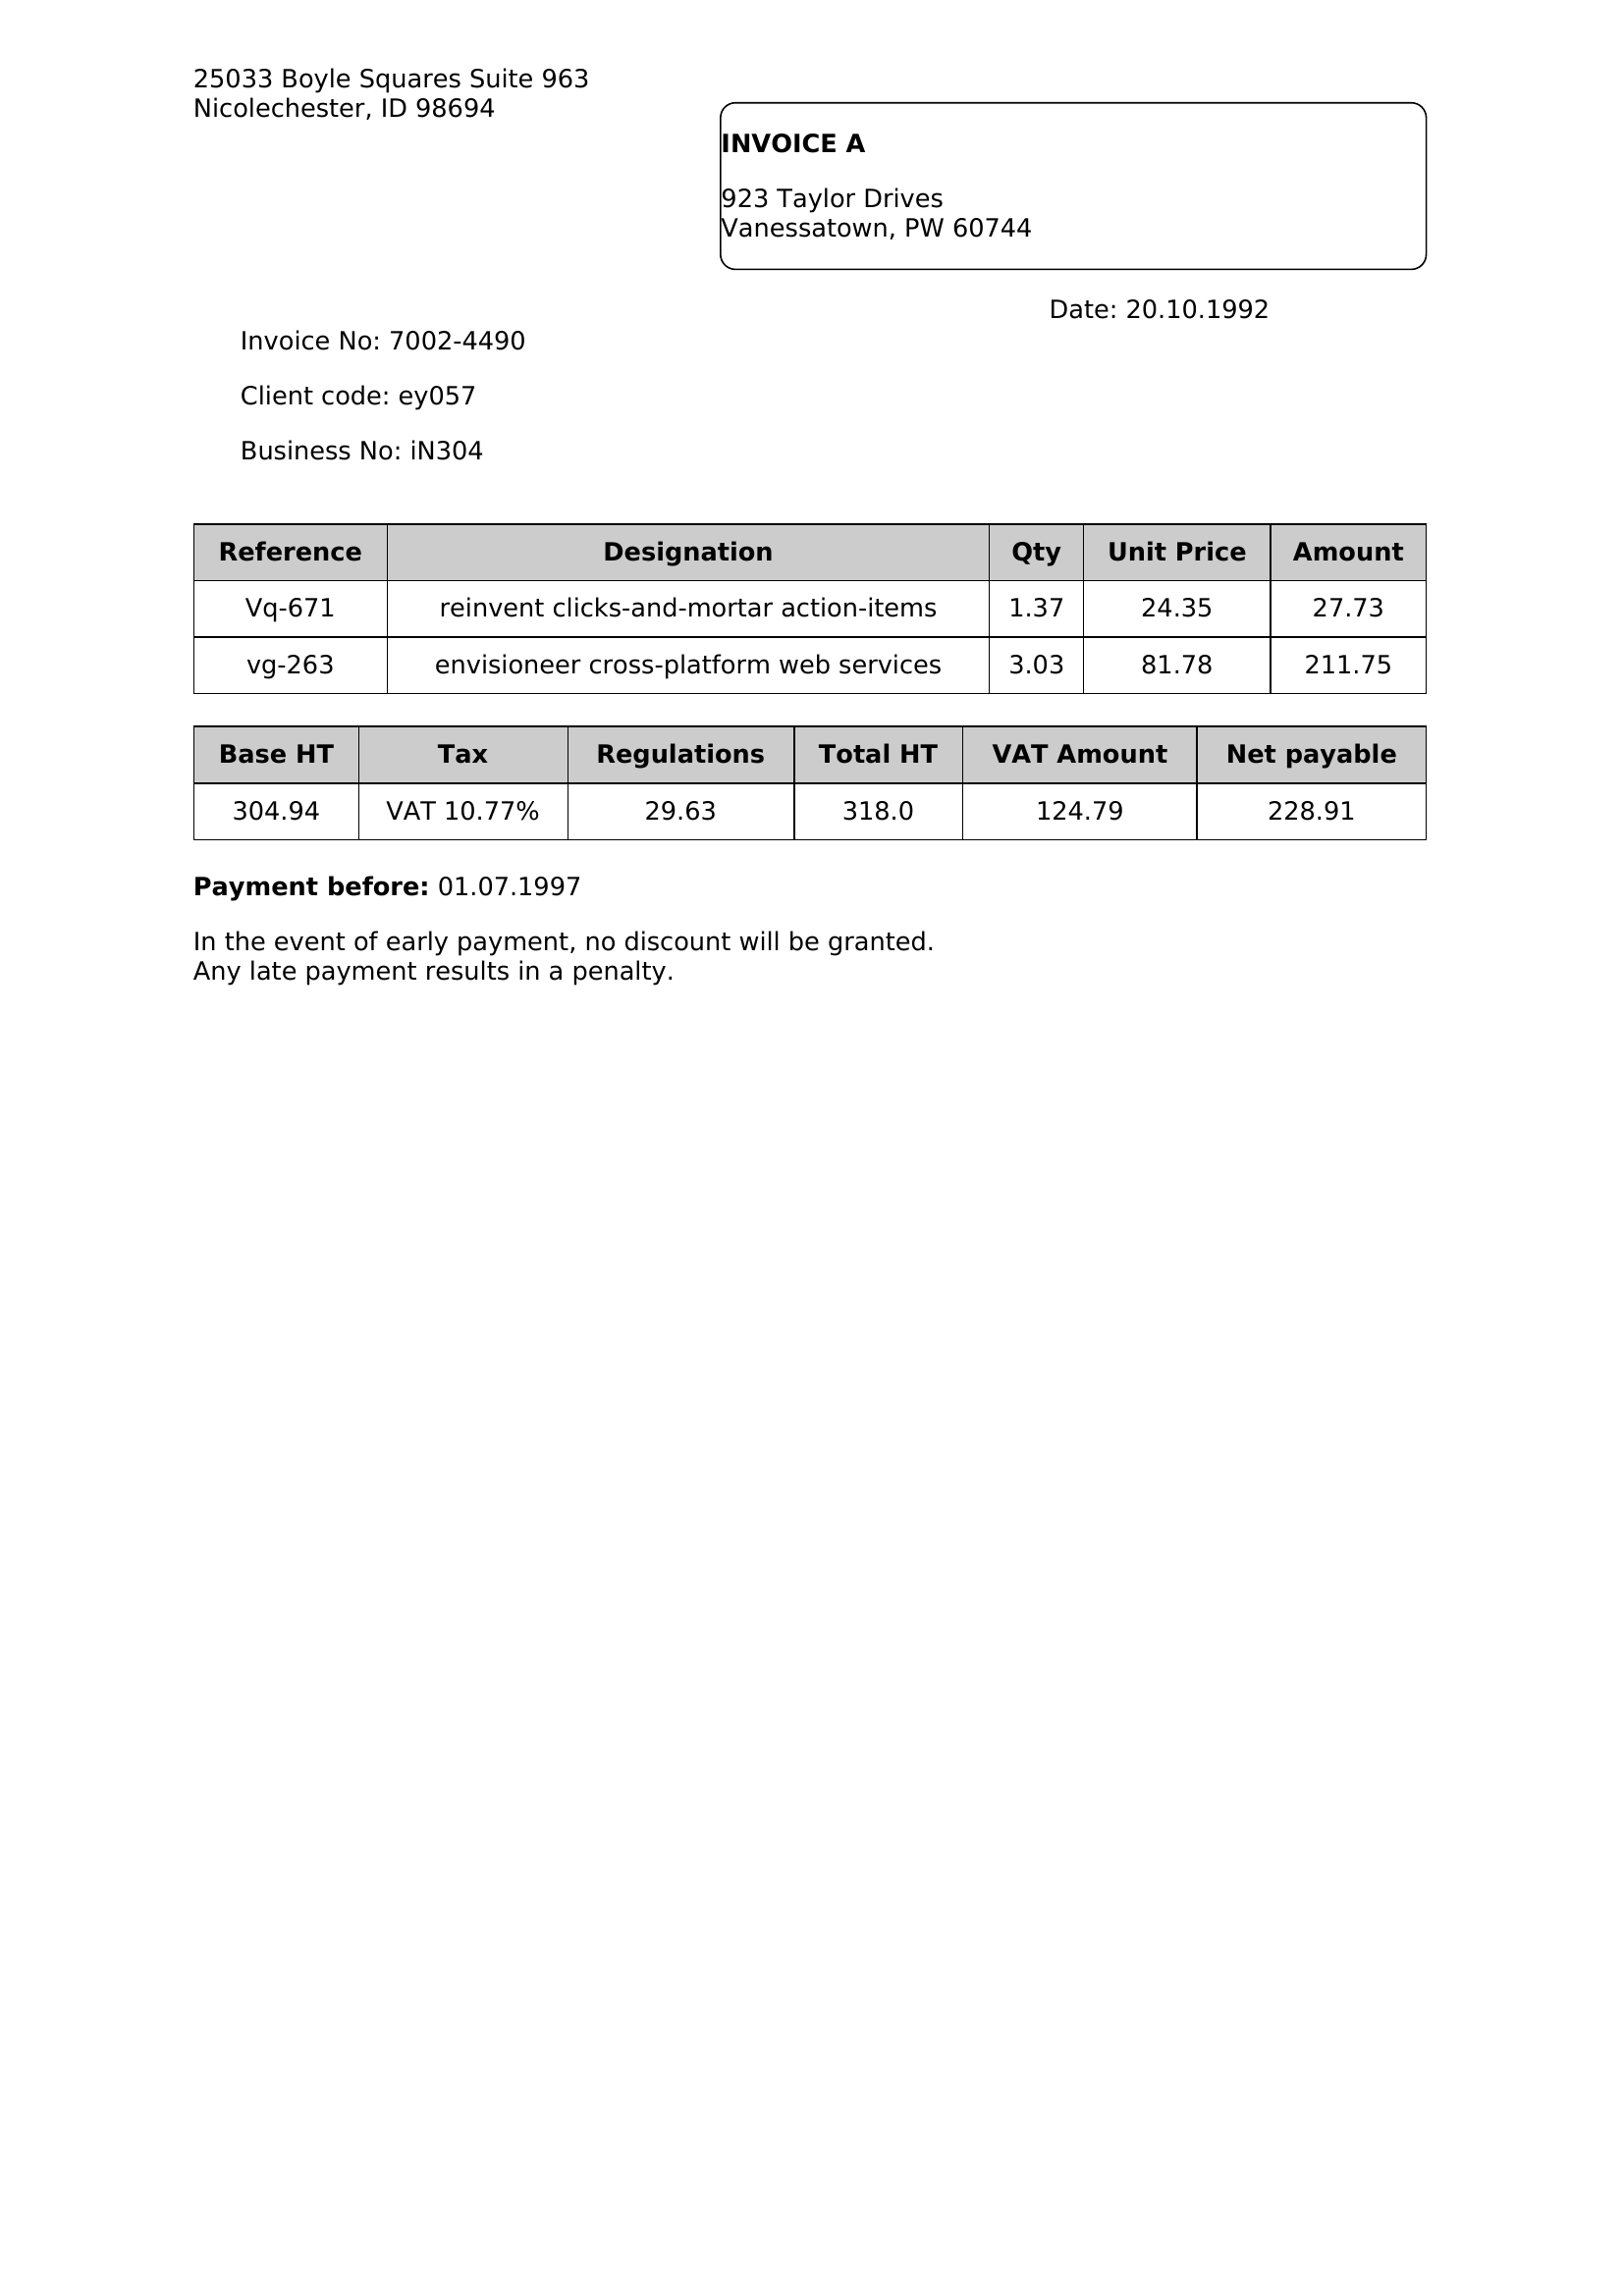 25033 Boyle Squares Suite 963
Nicolechester, ID 98694
INVOICE A
923 Taylor Drives
Vanessatown, PW 60744
Date: 20.10.1992
Invoice No: 7002-4490
Client code: ey057
Business No: iN304
Reference Designation Qty Unit Price Amount
Vq-671 reinvent clicks-and-mortar action-items 1.37 24.35 27.73
vg-263 envisioneer cross-platform web services 3.03 81.78 211.75
Base HT Tax Regulations Total HT VAT Amount Net payable
304.94 VAT 10.77% 29.63 318.0 124.79 228.91
Payment before: 01.07.1997
In the event of early payment, no discount will be granted.
Any late payment results in a penalty.